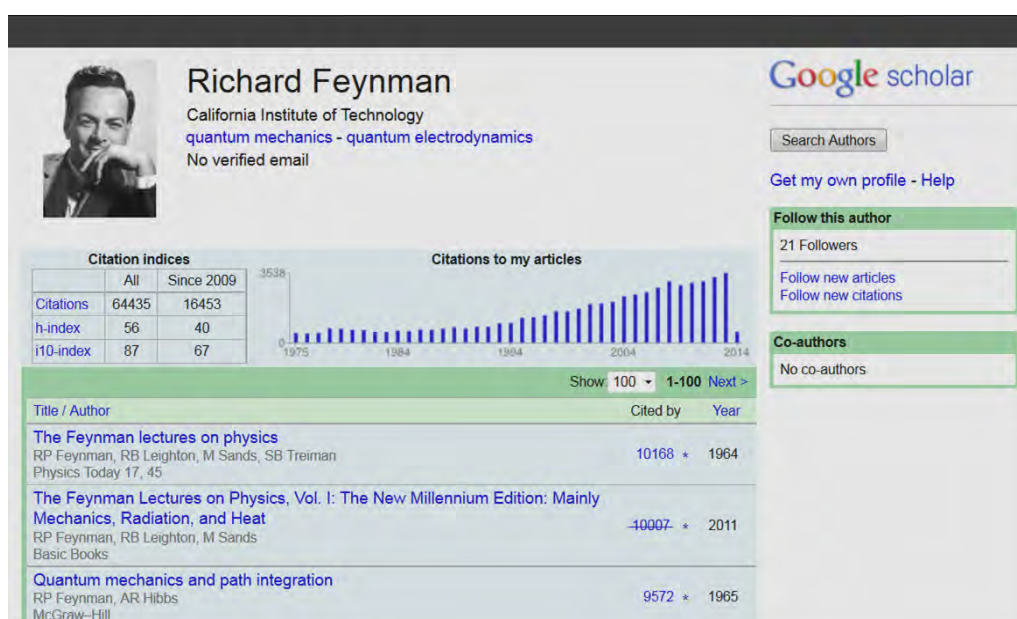 Richard Feynman
California Institute of Technology
quantum mechanics - quantum electrodynamics
No verified email
Google scholar
Search Authors
Get my own profile - Help
Follow this author
21 Followers
Follow new articles
Follow new citations
Co-authors
No co-authors
Citation indices
All Since 2009
Citations 64435 16453
h-index 56 40
i10-index 87 67
Citations to my articles
3538
0
1975 1984 1994 2004 2014
Show: 100 1-100 Next >
Title / Author Cited by Year
The Feynman lectures on physics
RP Feynman, RB Leighton, M Sands, SB Treiman
Physics Today 17, 45
10168 * 1964
The Feynman Lectures on Physics, Vol. I: The New Millennium Edition: Mainly
Mechanics, Radiation, and Heat
RP Feynman, RB Leighton, M Sands
Basic Books
10007 * 2011
Quantum mechanics and path integration
RP Feynman, AR Hibbs
McGraw–Hill
9572 * 1965